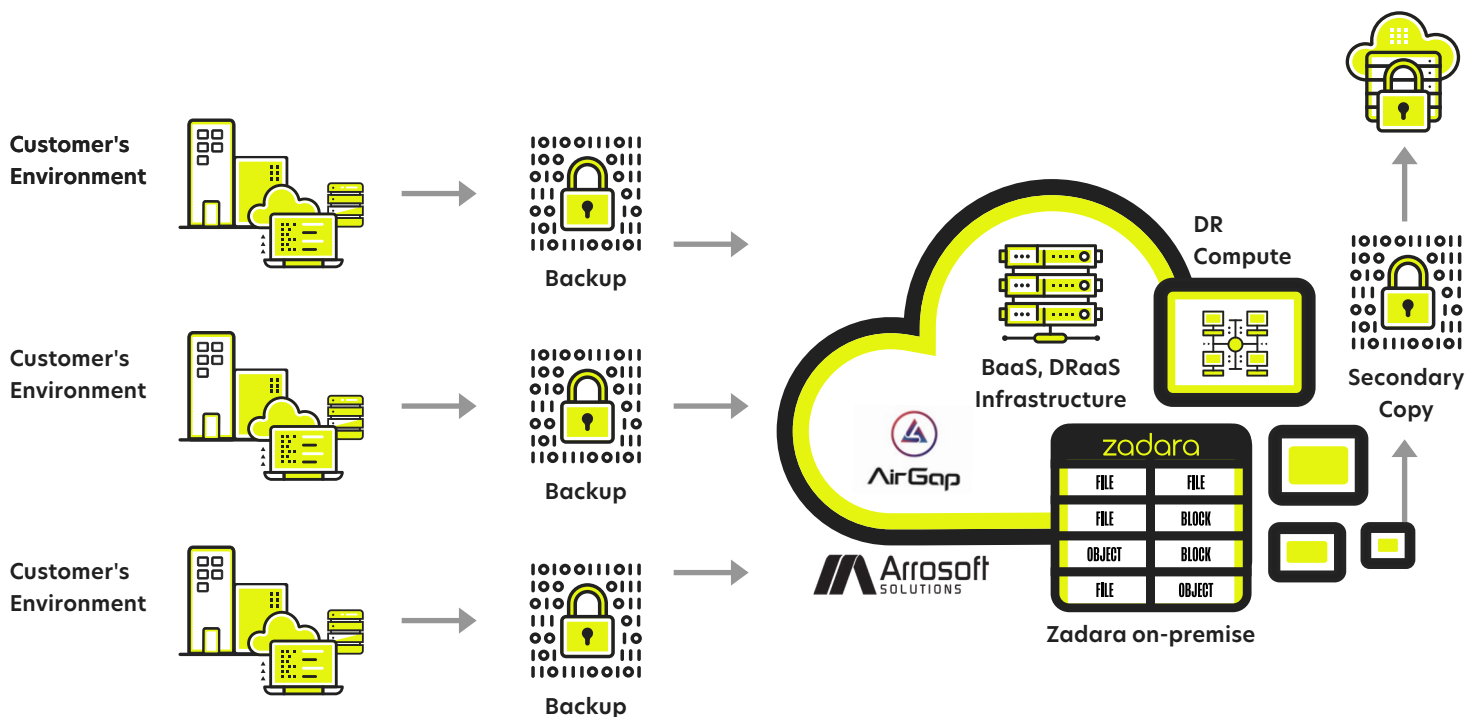 Customer's
Environment
Backup
Customer's
Environment
Backup
Customer's
Environment
Backup
BaaS, DRaaS
Infrastructure
AirGap
DR
Compute
Arrosoft
SOLUTIONS
zadara
FILE FILE
FILE BLOCK
OBJECT BLOCK
FILE OBJECT
Zadara on-premise
Secondary
Copy